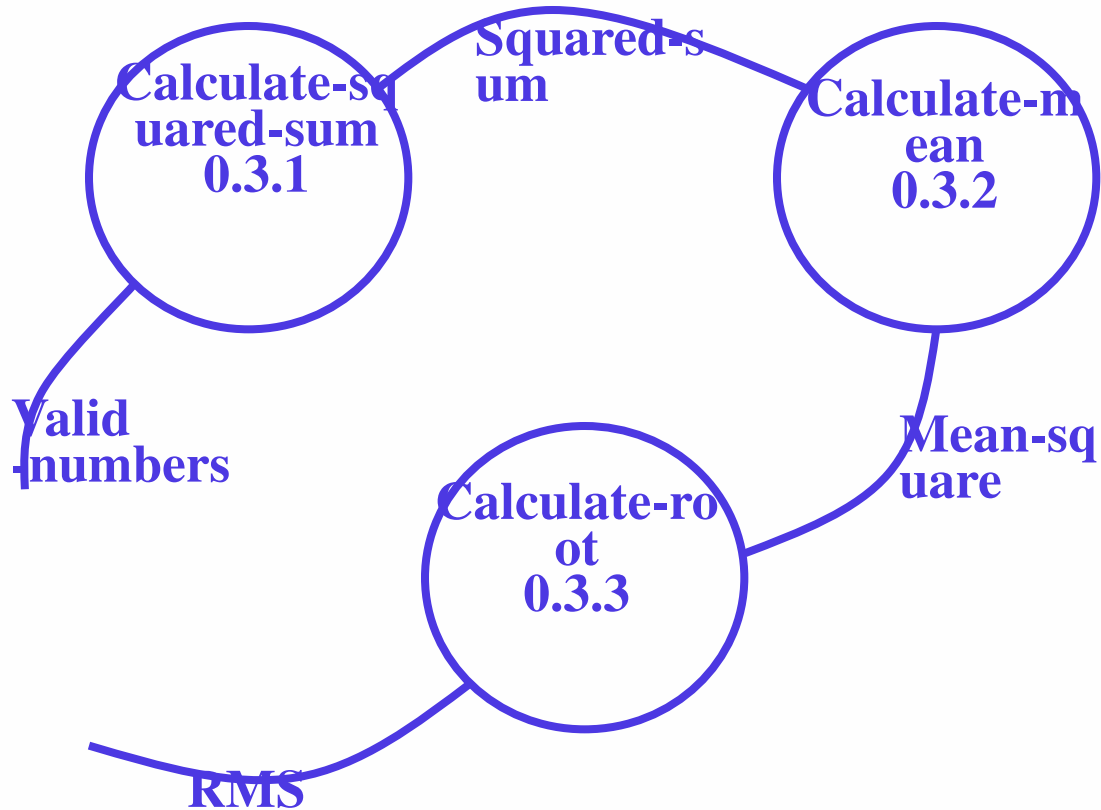 Calculate-sq
uared-sum
0.3.1
Squared-s
um
Calculate-m
ean
0.3.2
Valid
-numbers
Mean-sq
uare
Calculate-ro
ot
0.3.3
RMS